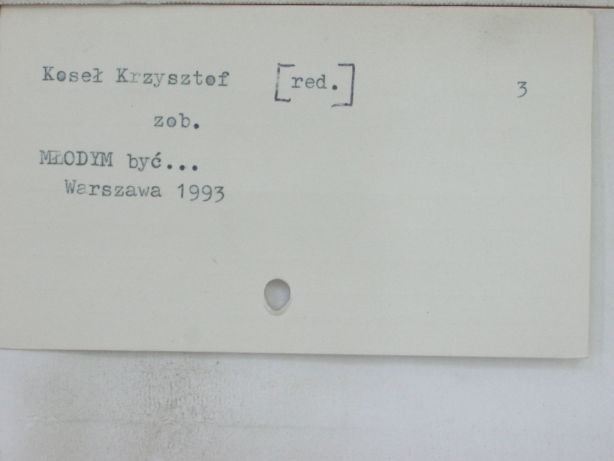 Koseł Krzysztof [red.] 3
zob.
MŁODYM być...
Warszawa 1993